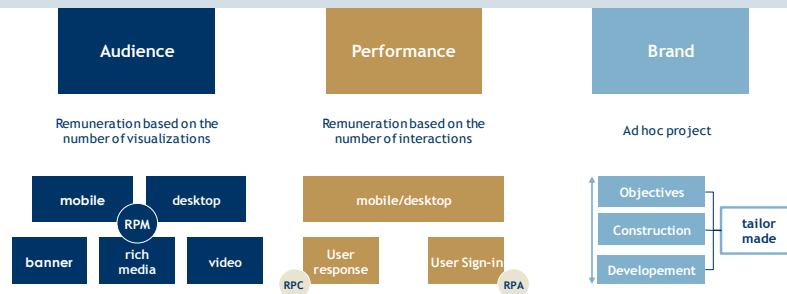 Audience
Performance
Brand
Remuneration based on the
number of visualizations
Remuneration based on the
number of interactions
Ad hoc project
mobile
desktop
RPM
banner
rich
media
video
mobile/desktop
User
response
User Sign-in
RPC
RPA
Objectives
Construction
Developement
tailor
made